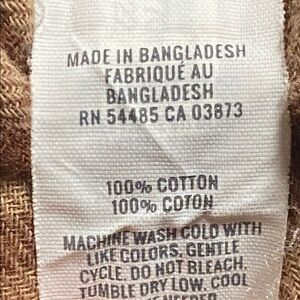 MADE IN BANGLADESH
FABRIQUÉ AU
BANGLADESH
RN 54485 CA 03873
100% COTTON
100% COTON
MACHINE WASH COLD WITH
LIKE COLORS, GENTLE
CYCLE. DO NOT BLEACH.
TUMBLE DRY LOW. COOL
NEEDED